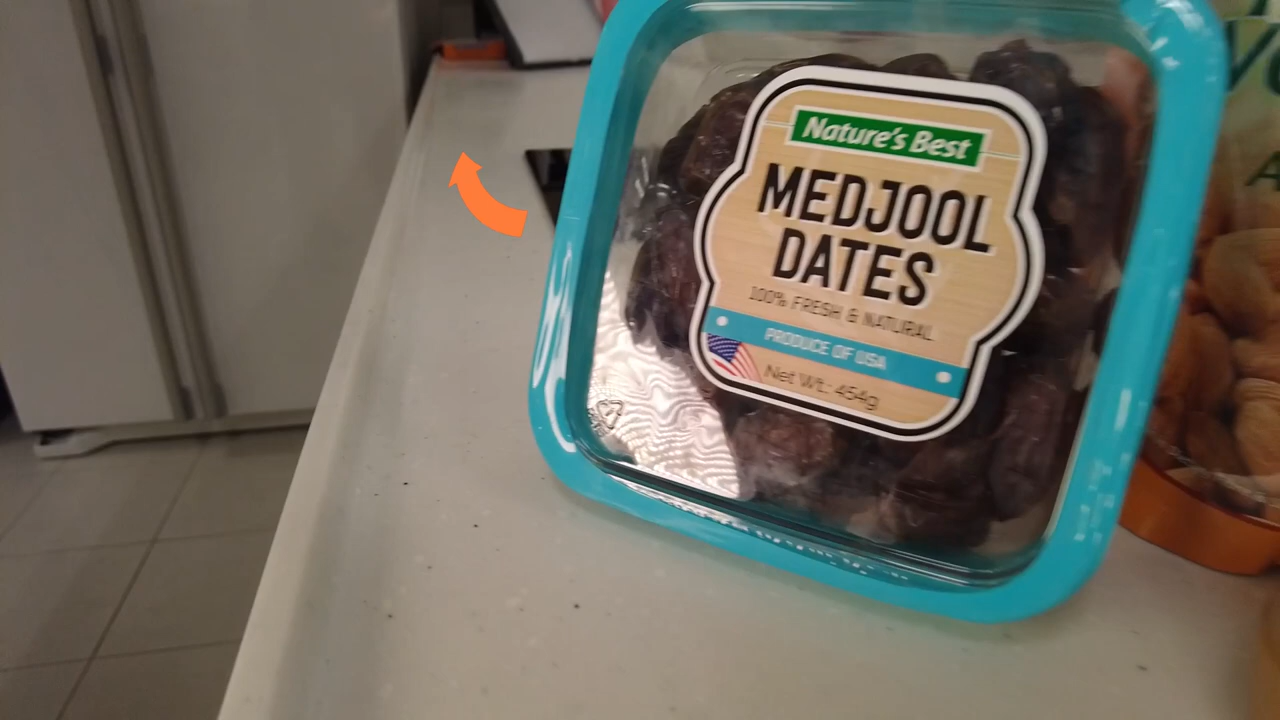 Nature's Best
MEDJOOL
DATES
100% FRESH & NATURAL
PRODUCE OF USA
Net Wt.: 454g